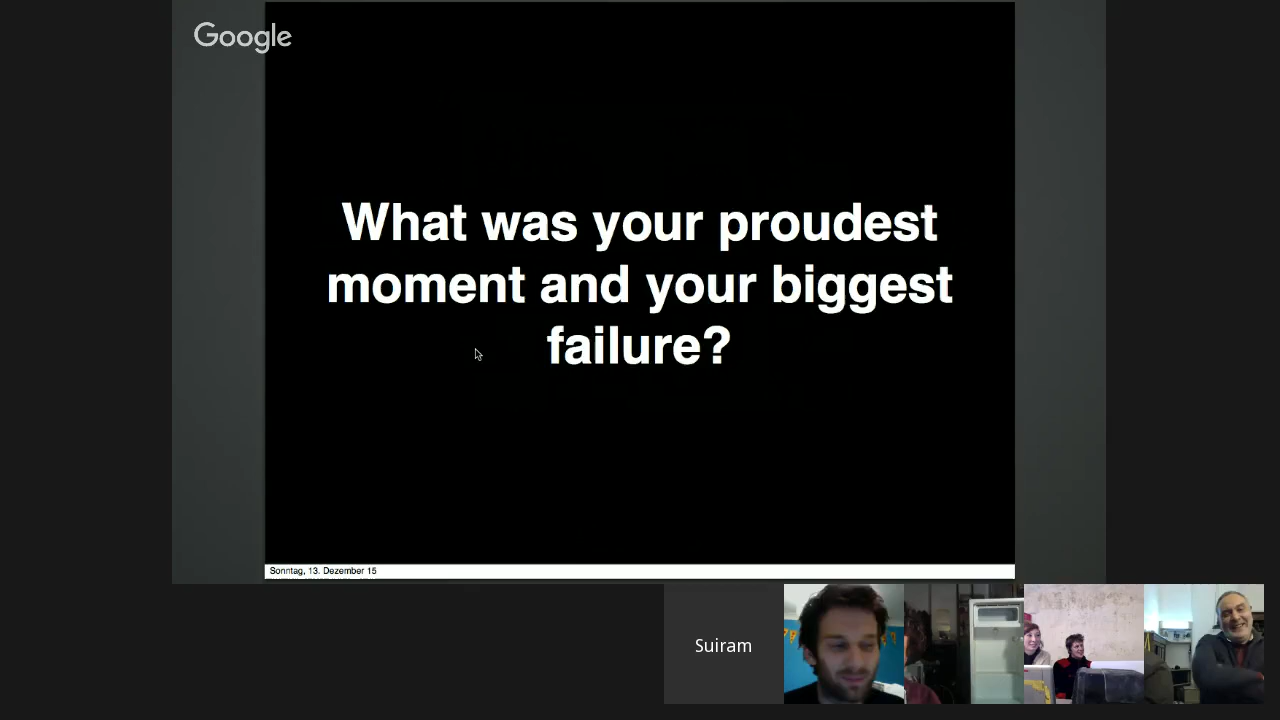 Google
What was your proudest
moment and your biggest
failure?
Sonntag, 13. Dezember 15
Suiram